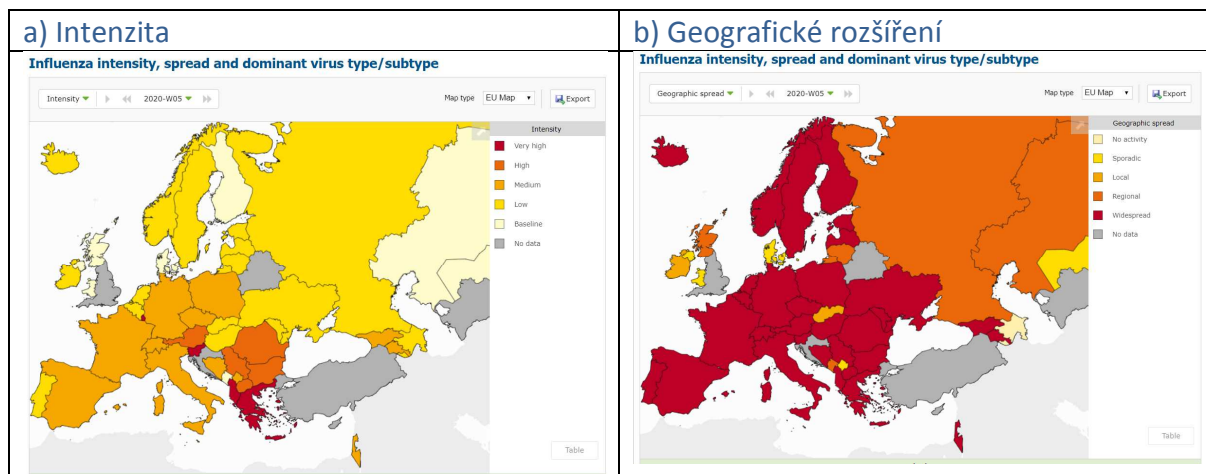 a) Intenzita
Influenza intensity, spread and dominant virus type/subtype
Intensity
2020-W05
Map type
EU Map
Export
Intensity
Very high
High
Medium
Low
Baseline
No data
Table
b) Geografické rozšíření
Influenza intensity, spread and dominant virus type/subtype
Geographic spread
2020-W05
Map type
EU Map
Export
Geographic spread
No activity
Sporadic
Local
Regional
Widespread
No data
Table